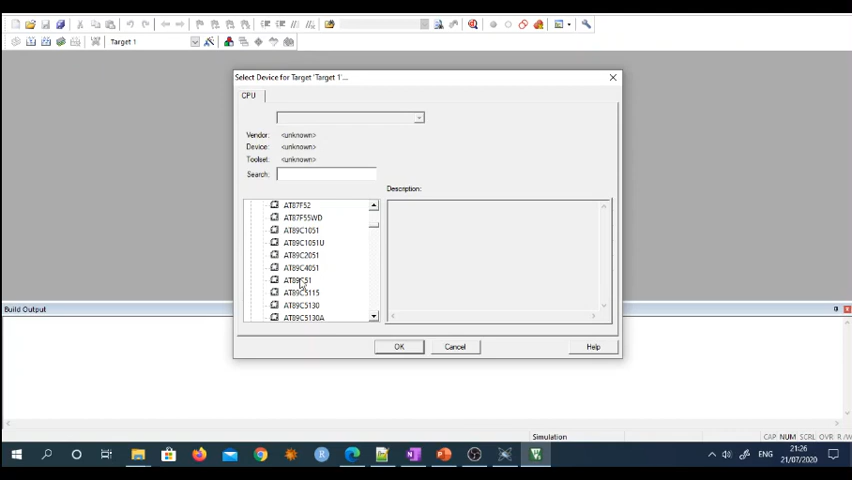 Target 1
Select Device for Target 'Target 1'...
CPU
Vendor: <unknown>
Device: <unknown>
Toolset: <unknown>
Search:
Description:
AT87F52
AT87F55WD
AT89C1051
AT89C1051U
AT89C2051
AT89C4051
AT89C51
AT89C5115
AT89C5130
AT89C5130A
OK Cancel Help
Build Output
Simulation
CAP NUM SCRL OVR R/W
ENG
21:26
21/07/2020